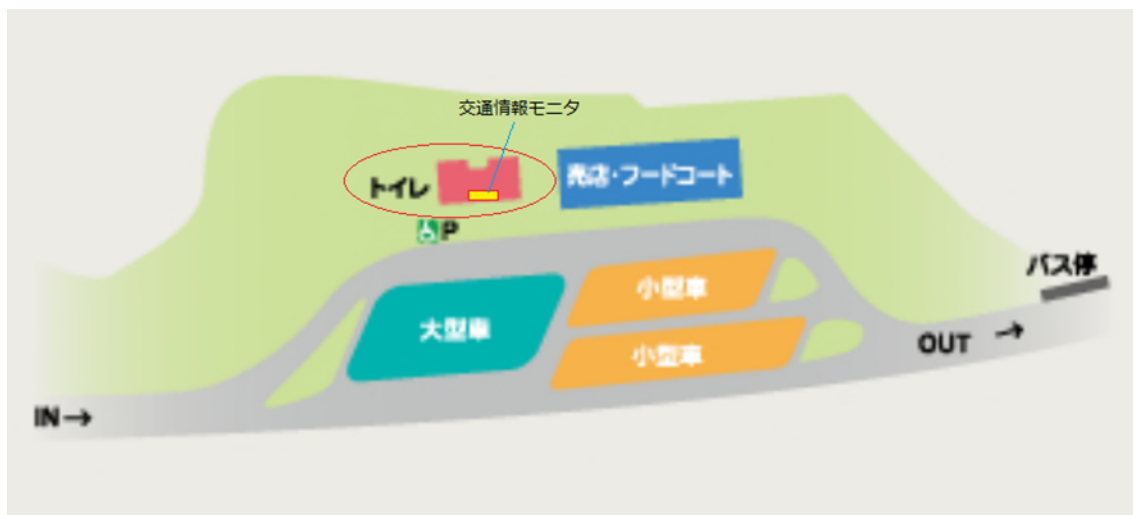 交通情報モニタ
トイレ
売店・フードコート
P
バス停
小型車
大型車
小型車
OUT →
IN→